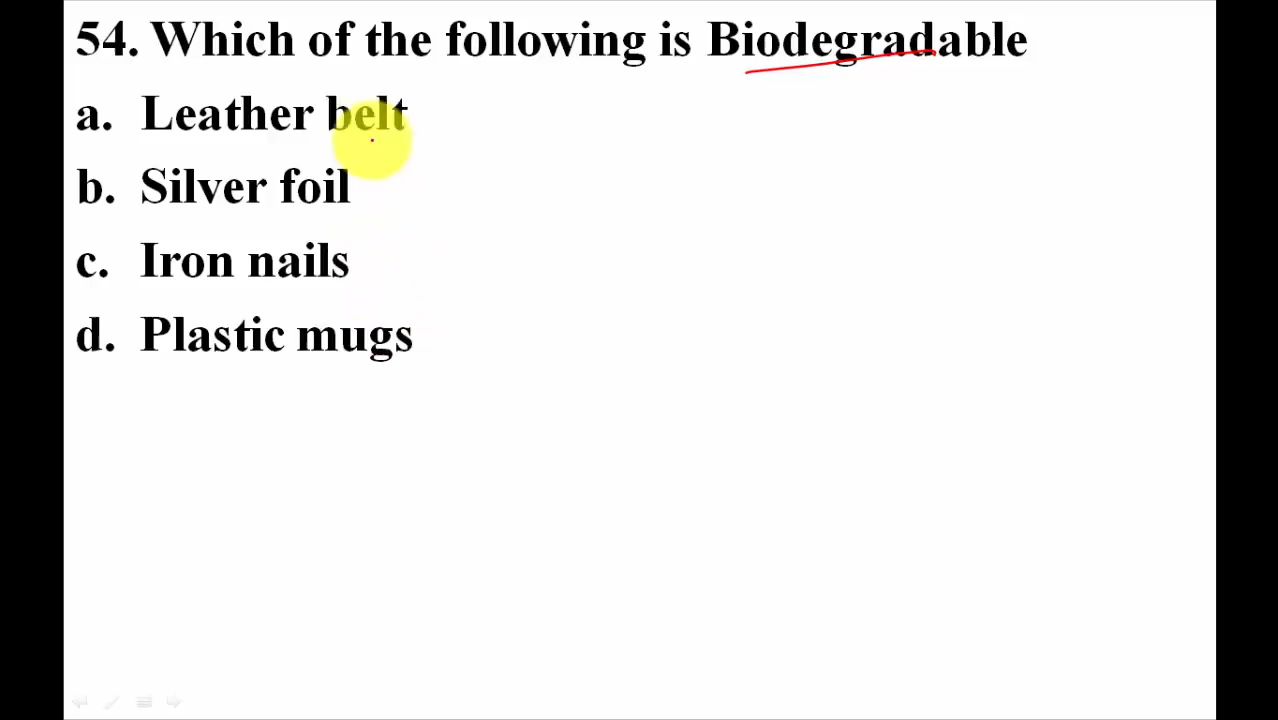 54. Which of the following is Biodegradable
a. Leather belt
b. Silver foil
c. Iron nails
d. Plastic mugs